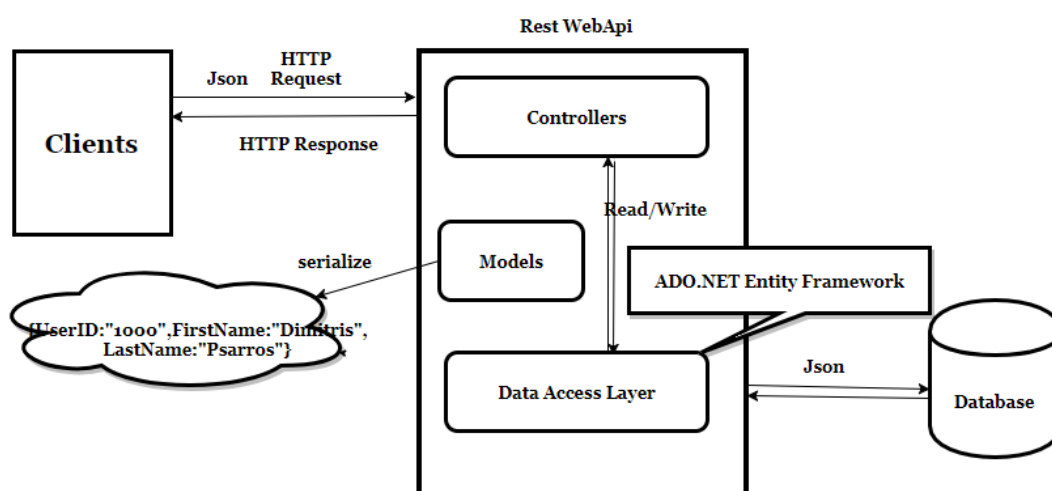 Rest WebApi
HTTP
Json Request
Clients
HTTP Response
Controllers
Read/Write
Models
serialize
ADO.NET Entity Framework
{UserID:"1000",FirstName:"Dimitris",
LastName:"Psarros"}
Data Access Layer
Json
Database